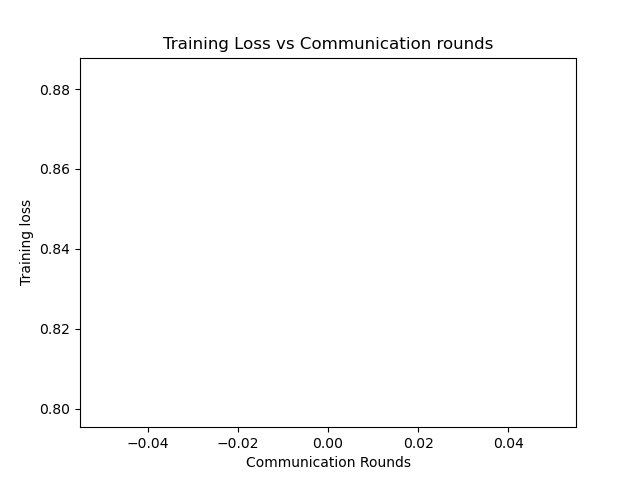 Training Loss vs Communication rounds
0.88
0.86
0.84
0.82
0.80
Training loss
−0.04 −0.02 0.00 0.02 0.04
Communication Rounds